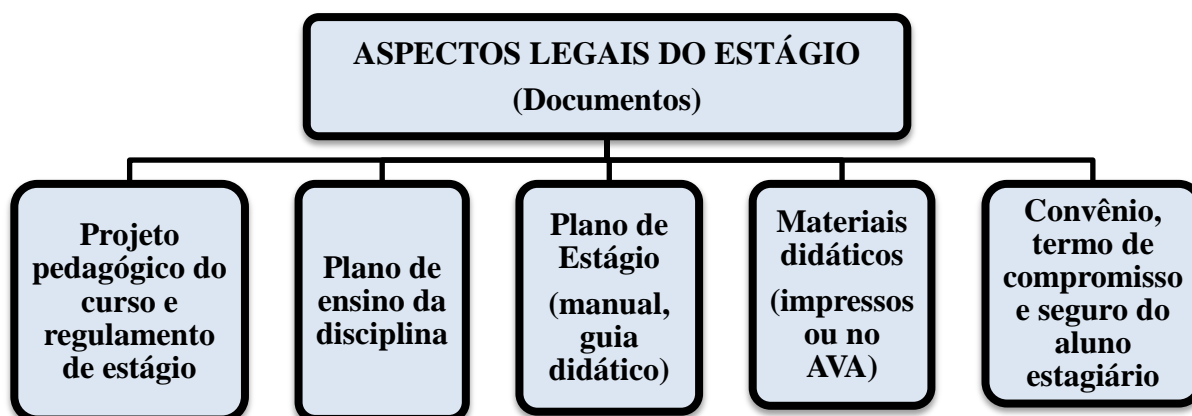 ASPECTOS LEGAIS DO ESTÁGIO
(Documentos)
Projeto
pedagógico do
curso e
regulamento
de estágio
Plano de
ensino da
disciplina
Plano de
Estágio
(manual,
guia
didático)
Materiais
didáticos
(impressos
ou no
AVA)
Convênio,
termo de
compromisso
e seguro do
aluno
estagiário